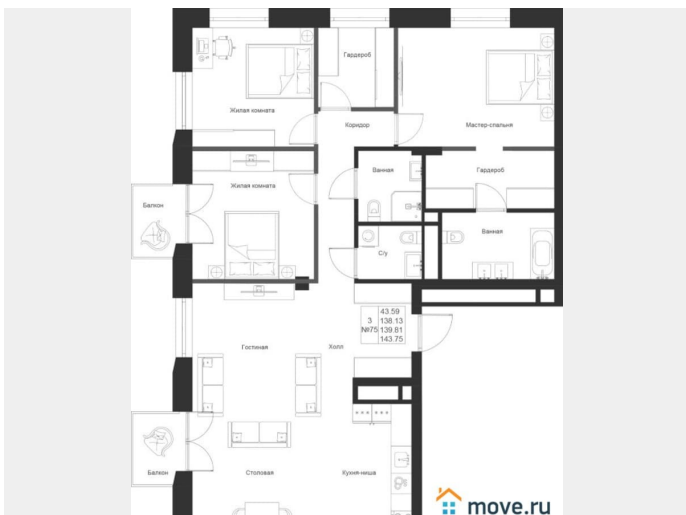 Гардероб
Жилая комната
Коридор
Мастер-спальня
Ванная
Гардероб
Жилая комната
Балкон
Ванная
С/у
43.59
3 138.13
№75 139.81
143.75
Гостиная
Холл
Балкон
Столовая
Кухня-ниша
move.ru